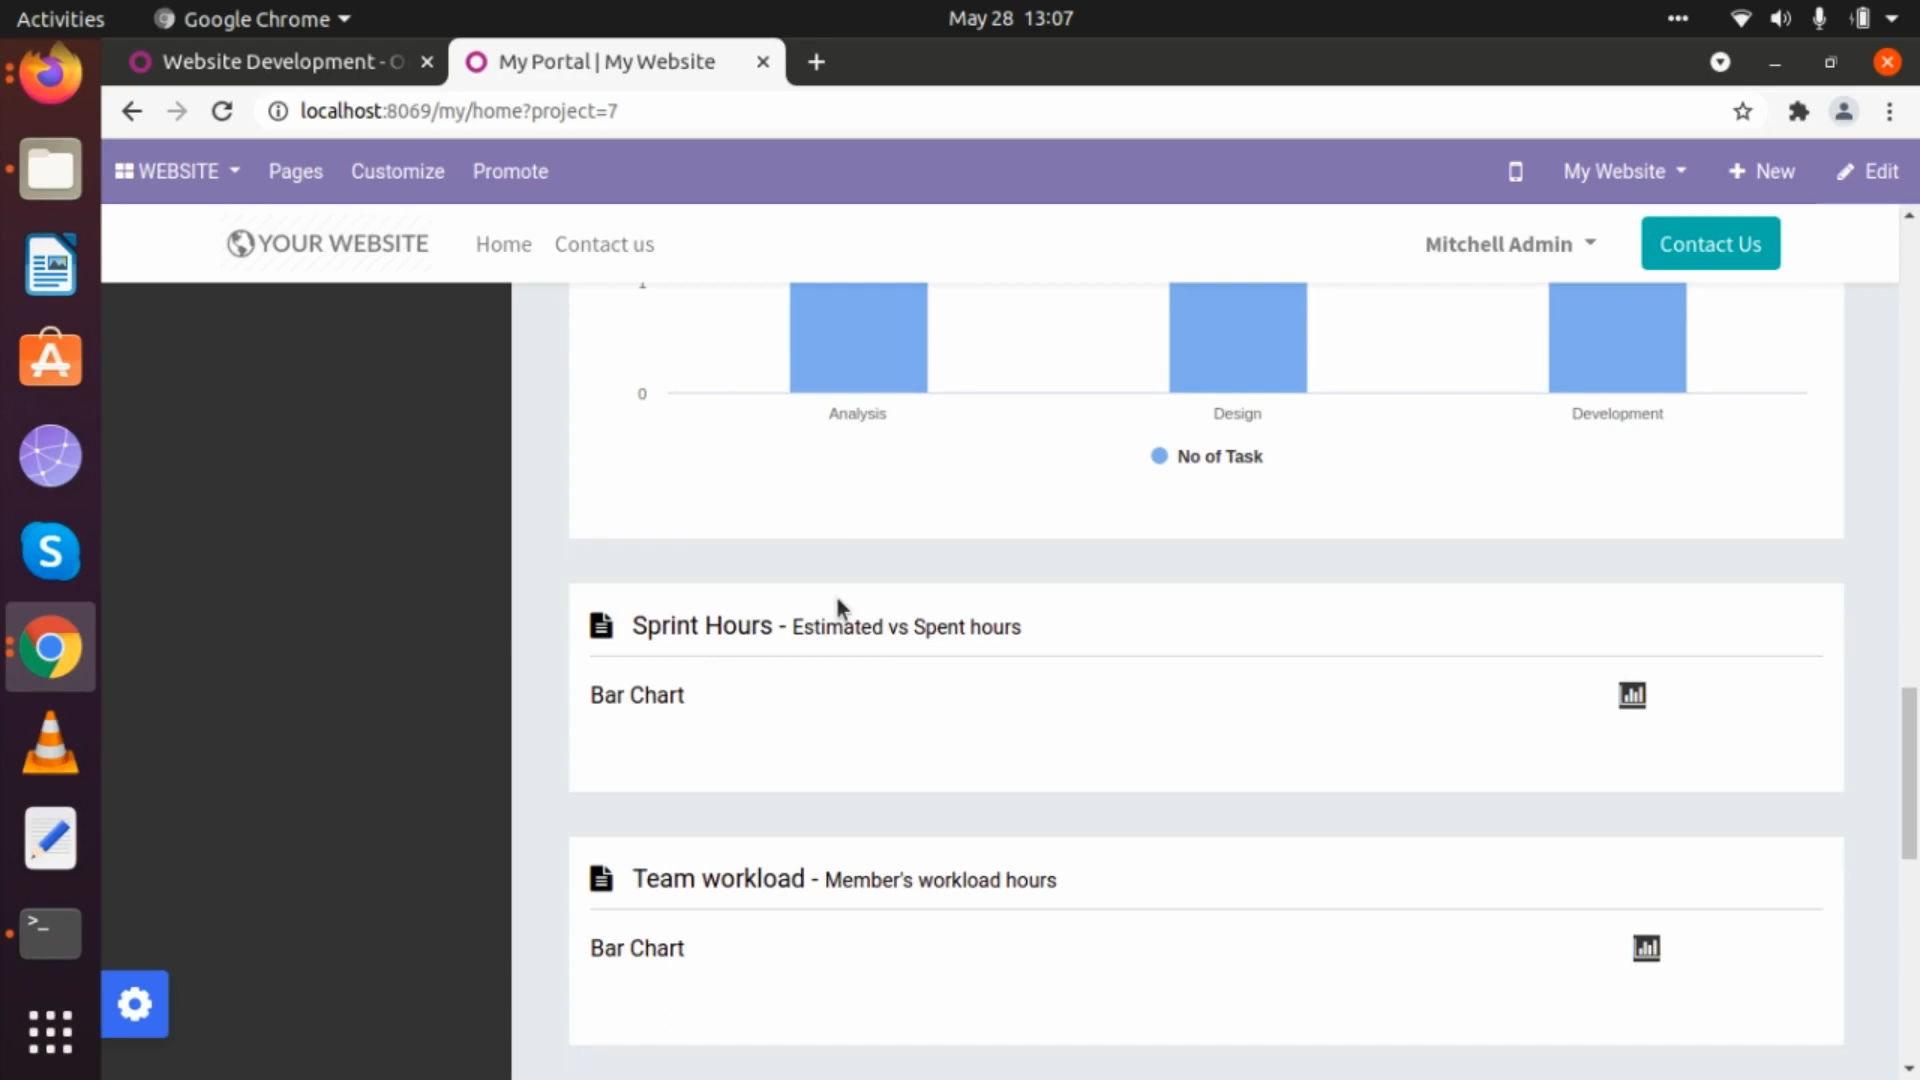 Activities
Google Chrome
May 28 13:07
Website Development - O
My Portal | My Website
localhost:8069/my/home?project=7
WEBSITE
Pages
Customize
Promote
My Website
New
Edit
YOUR WEBSITE
Home
Contact us
Mitchell Admin
Contact Us
1
0
Analysis
Design
Development
No of Task
Sprint Hours - Estimated vs Spent hours
Bar Chart
Team workload - Member's workload hours
Bar Chart